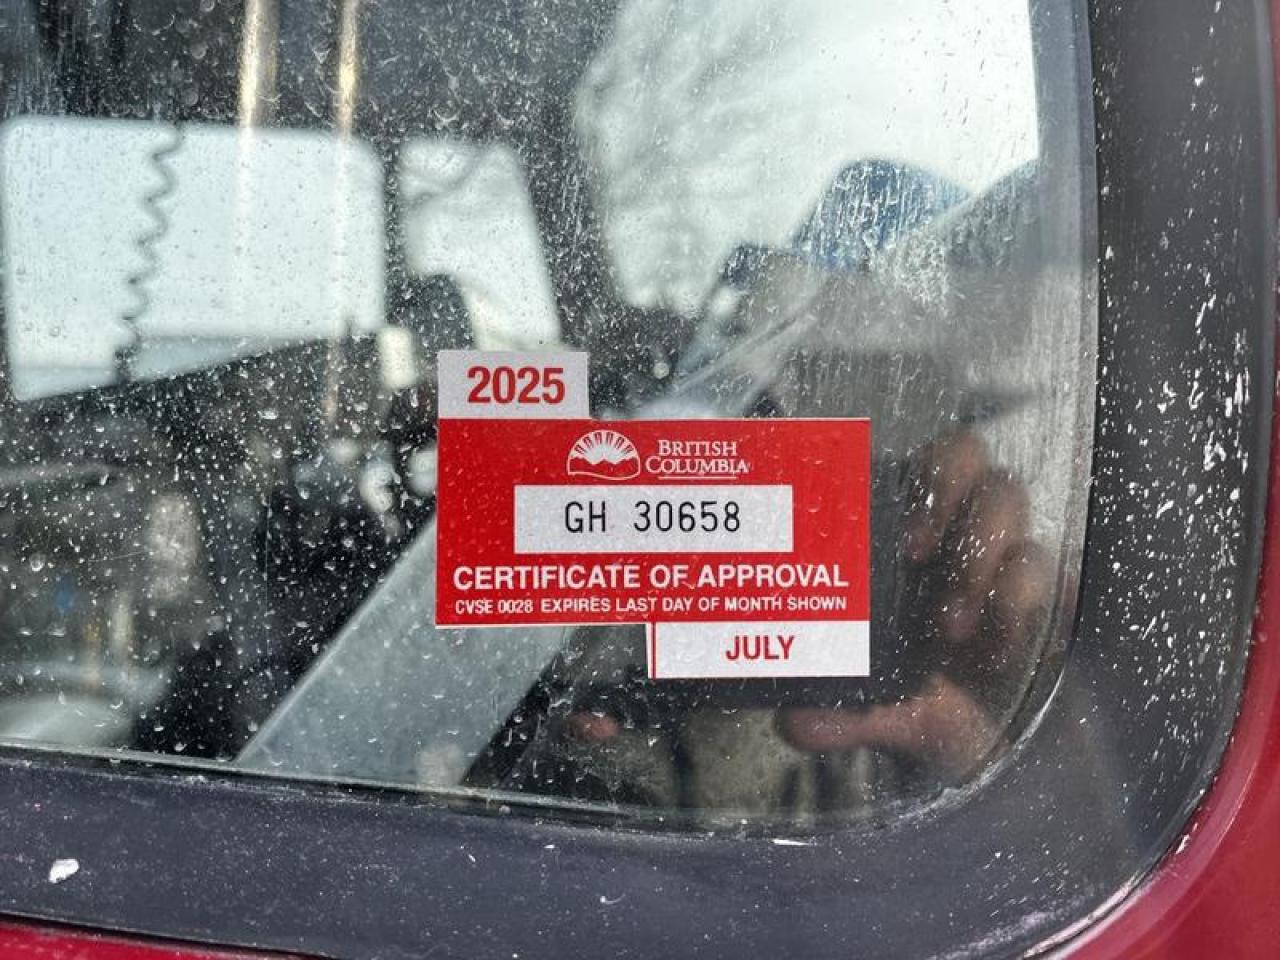 2025
BRITISH
COLUMBIA
GH 30658
CERTIFICATE OF APPROVAL
CVSE 0028 EXPIRES LAST DAY OF MONTH SHOWN
JULY